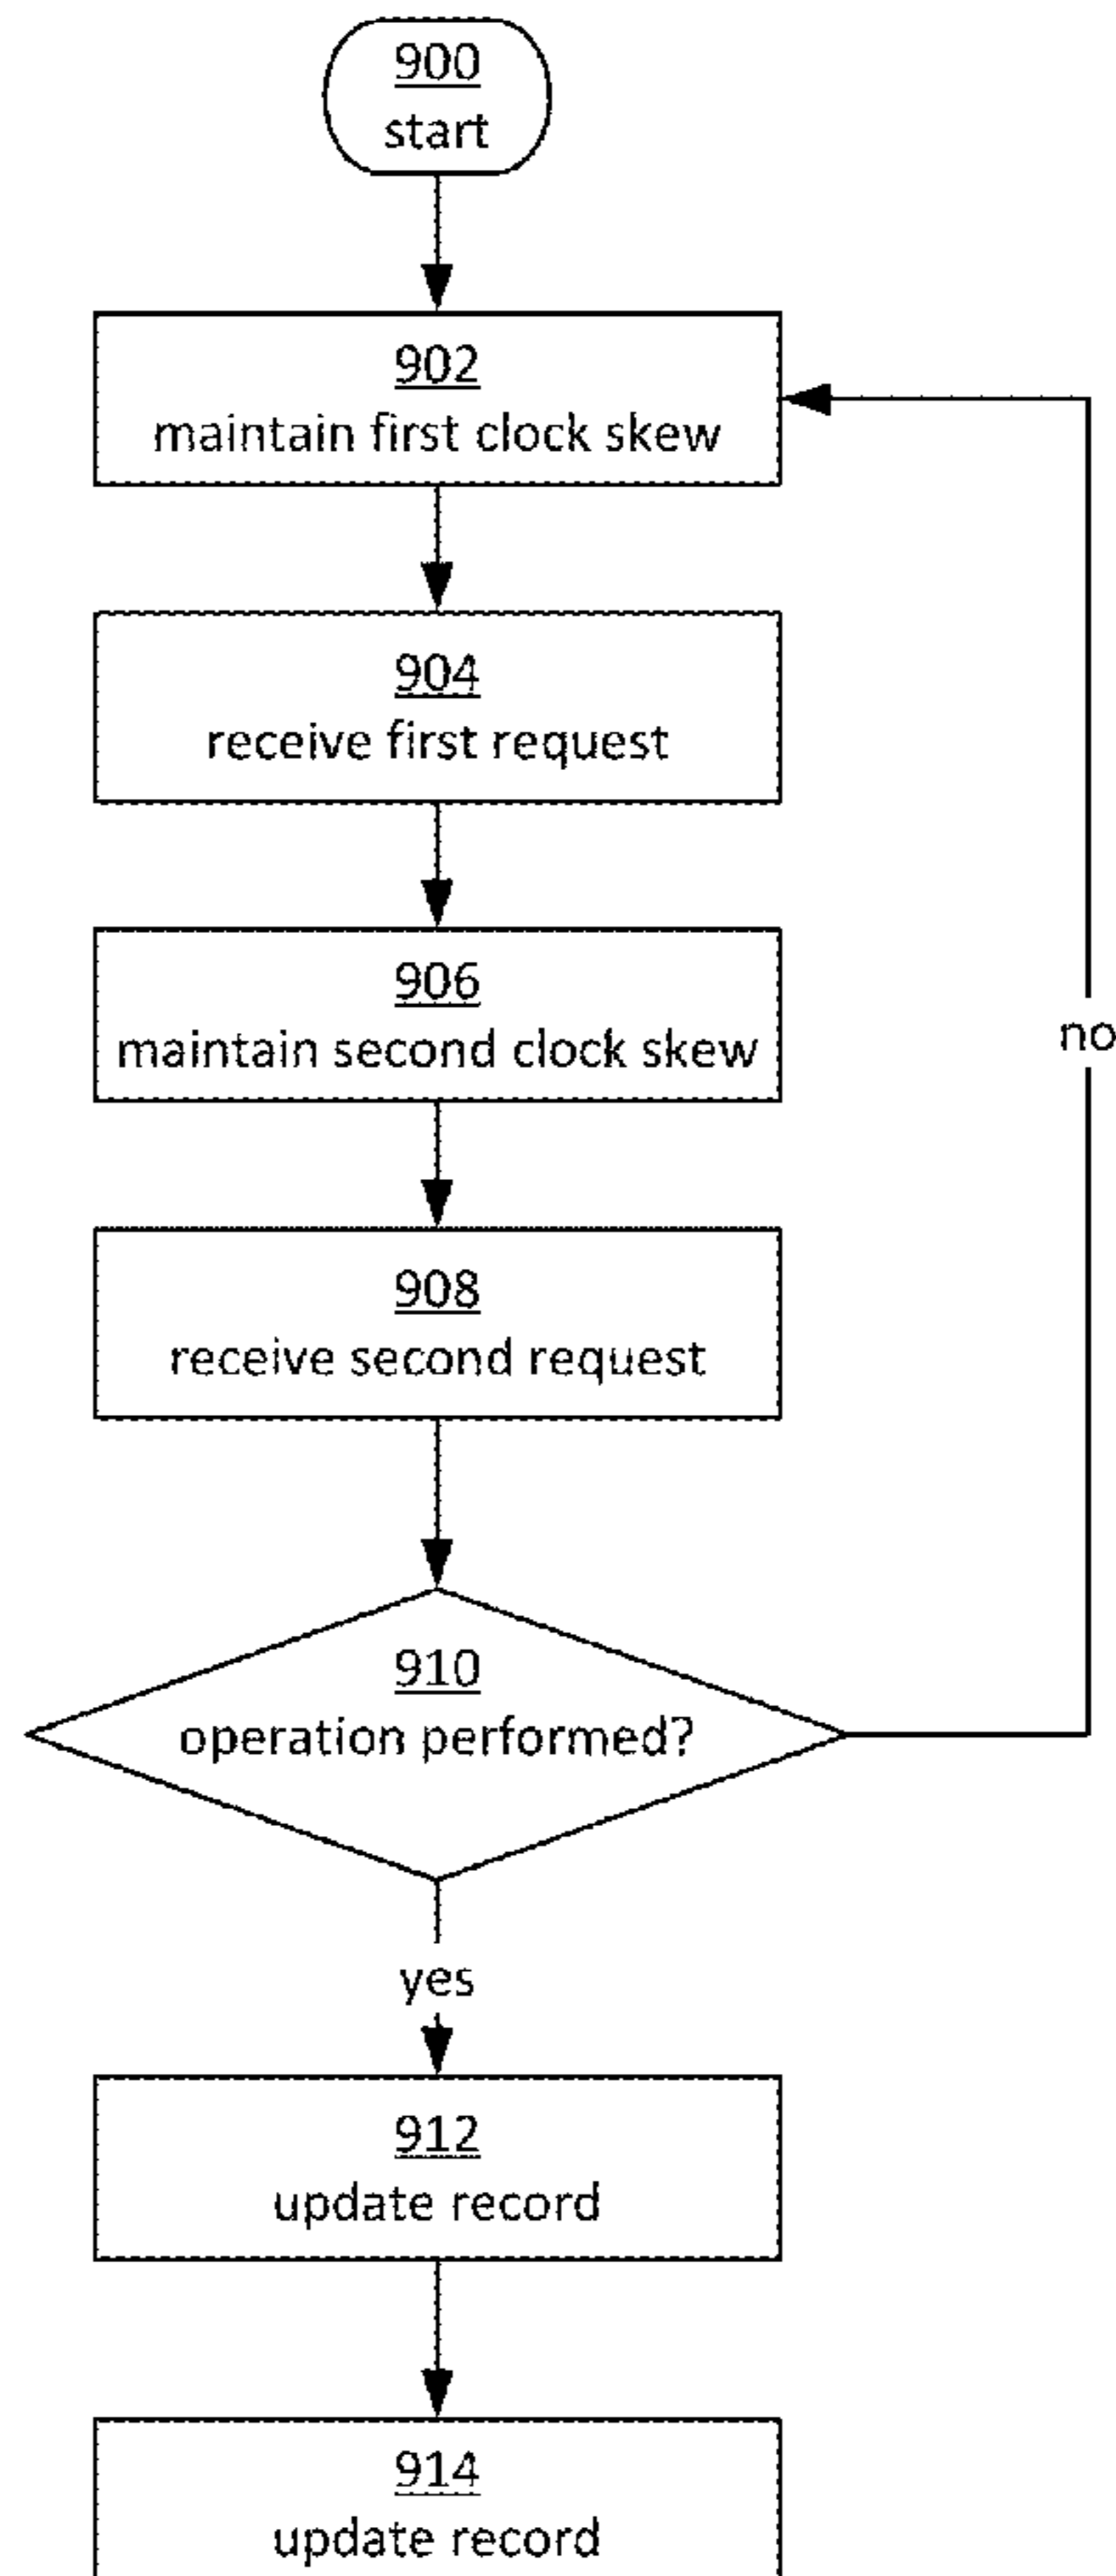 900
start
902
maintain first clock skew
904
receive first request
906
maintain second clock skew
no
908
receive second request
910
operation performed?
yes
912
update record
914
update record